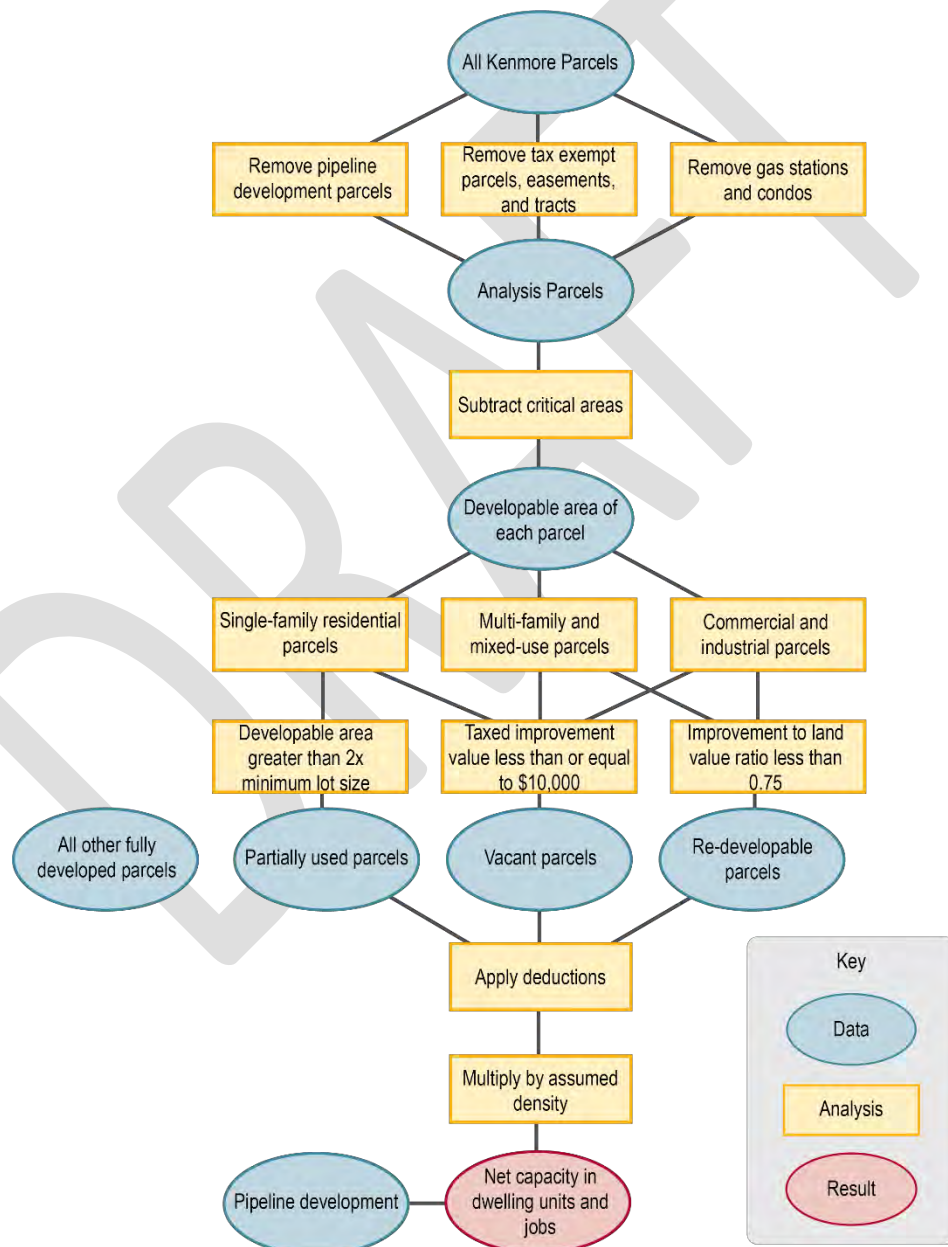 All Kenmore Parcels
Remove pipeline
development parcels
Remove tax exempt
parcels, easements,
and tracts
Remove gas stations
and condos
Analysis Parcels
Subtract critical areas
Developable area of
each parcel
Single-family residential
parcels
Multi-family and
mixed-use parcels
Commercial and
industrial parcels
Developable area
greater than 2x
minimum lot size
Taxed improvement
value less than or equal
to $10,000
Improvement to land
value ratio less than
0.75
All other fully
developed parcels
Partially used parcels
Vacant parcels
Re-developable
parcels
Apply deductions
Multiply by assumed
density
Pipeline development
Net capacity in
dwelling units and
jobs
Key
Data
Analysis
Result
DRAFT